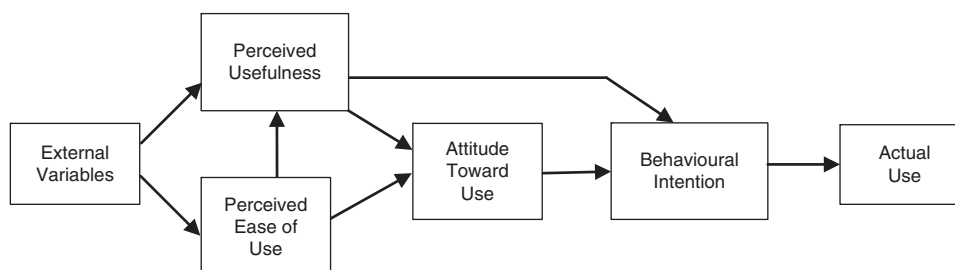 Perceived
Usefulness
External
Variables
Perceived
Ease of
Use
Attitude
Toward
Use
Behavioural
Intention
Actual
Use